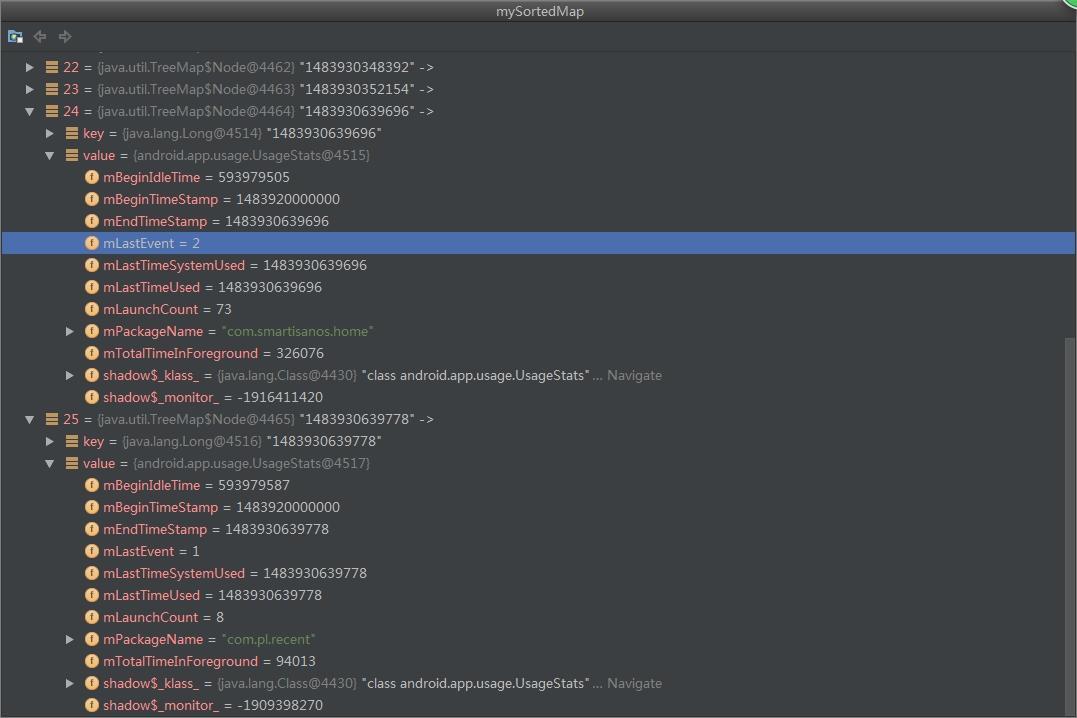 mySortedMap
22 = {java.util.TreeMap$Node@4462} "1483930348392" ->
23 = {java.util.TreeMap$Node@4463} "1483930352154" ->
24 = {java.util.TreeMap$Node@4464} "1483930639696" ->
key = {java.lang.Long@4514} "1483930639696"
value = {android.app.usage.UsageStats@4515}
f mBeginIdleTime = 593979505
f mBeginTimeStamp = 1483920000000
f mEndTimeStamp = 1483930639696
f mLastEvent = 2
f mLastTimeSystemUsed = 1483930639696
f mLastTimeUsed = 1483930639696
f mLaunchCount = 73
f mPackageName = "com.smartisanos.home"
f mTotalTimeInForeground = 326076
f shadow$_klass_ = {java.lang.Class@4430} "class android.app.usage.UsageStats"... Navigate
f shadow$_monitor_ = -1916411420
25 = {java.util.TreeMap$Node@4465} "1483930639778" ->
key = {java.lang.Long@4516} "1483930639778"
value = {android.app.usage.UsageStats@4517}
f mBeginIdleTime = 593979587
f mBeginTimeStamp = 1483920000000
f mEndTimeStamp = 1483930639778
f mLastEvent = 1
f mLastTimeSystemUsed = 1483930639778
f mLastTimeUsed = 1483930639778
f mLaunchCount = 8
f mPackageName = "com.pl.recent"
f mTotalTimeInForeground = 94013
f shadow$_klass_ = {java.lang.Class@4430} "class android.app.usage.UsageStats"... Navigate
f shadow$_monitor_ = -1909398270